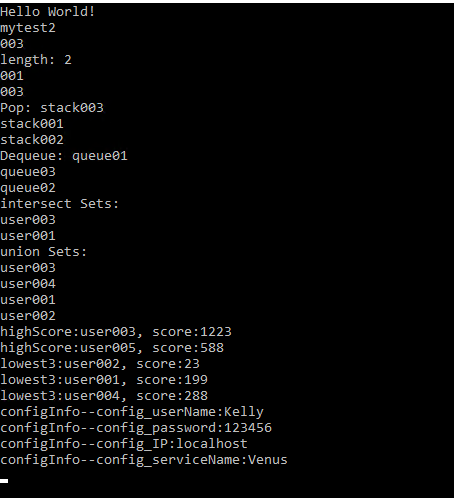 Hello World!
mytest2
003
length: 2
001
003
Pop: stack003
stack001
stack002
Dequeue: queue01
queue03
queue02
intersect Sets:
user003
user001
union Sets:
user003
user004
user001
user002
highScore:user003, score:1223
highScore:user005, score:588
lowest3:user002, score:23
lowest3:user001, score:199
lowest3:user004, score:288
configInfo--config_userName:Kelly
configInfo--config_password:123456
configInfo--config_IP:localhost
configInfo--config_serviceName:Venus